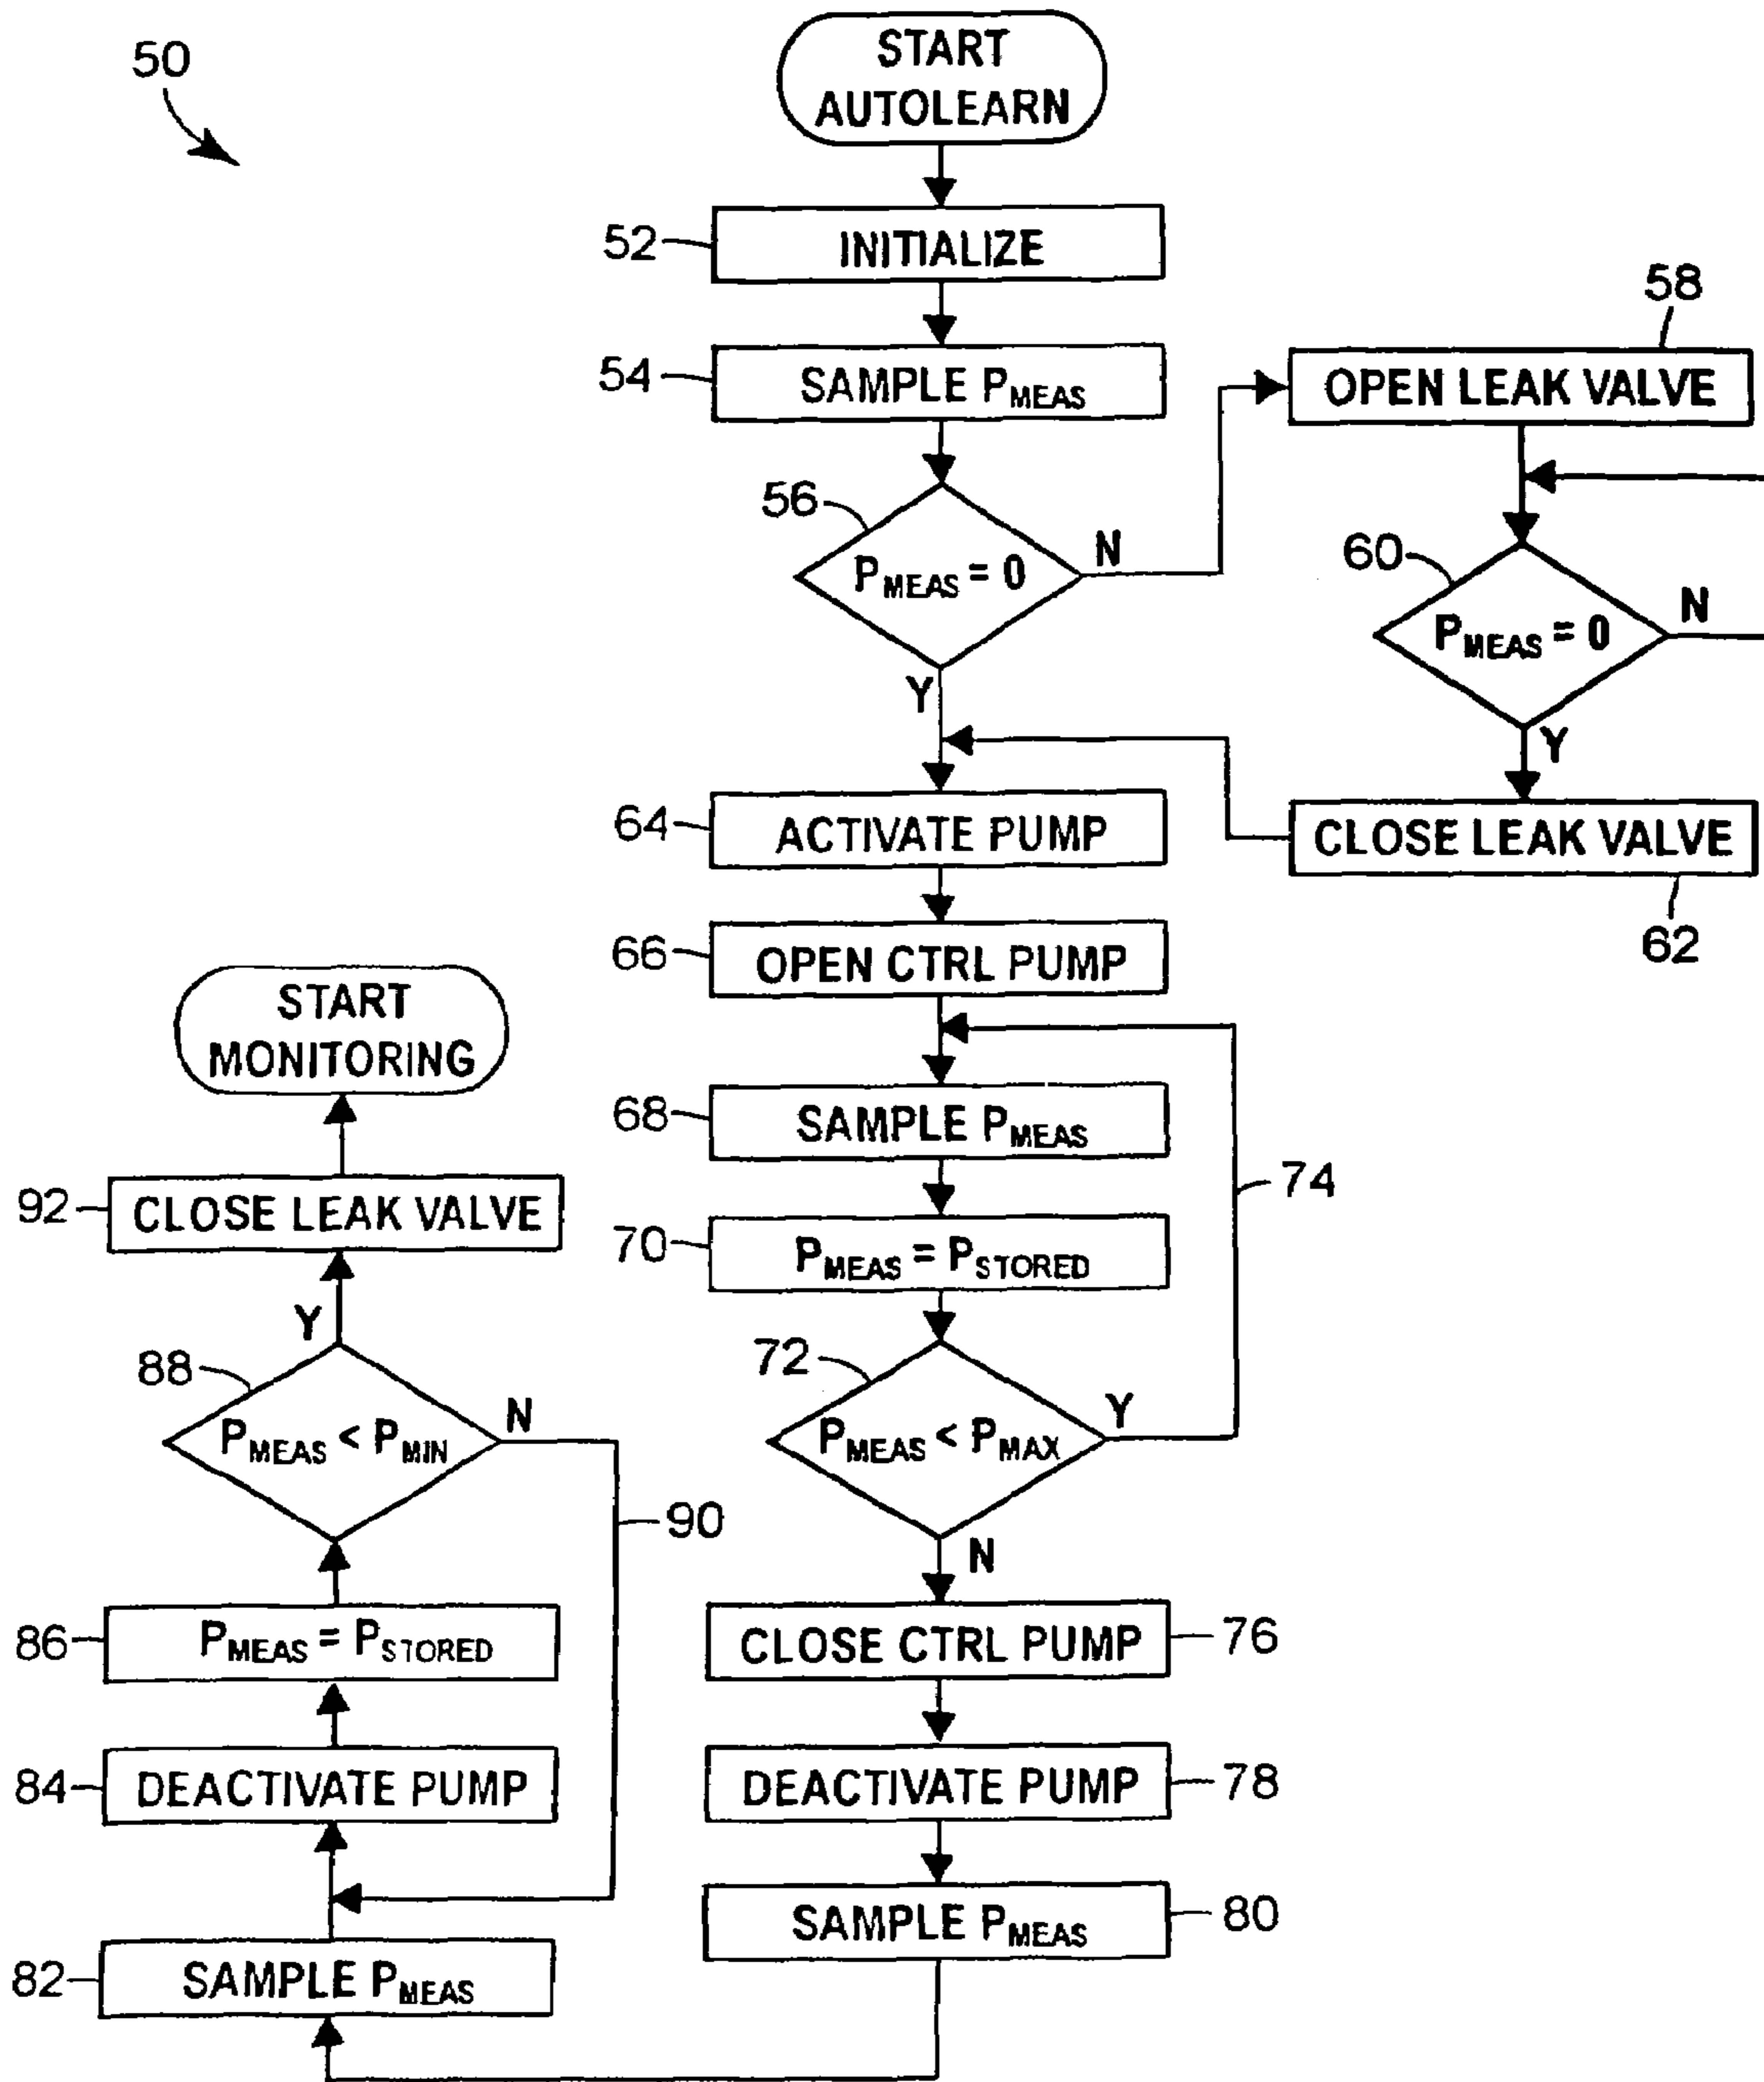 50
START
AUTOLEARN
52
INITIALIZE
54
SAMPLE PMEAS
56
PMEAS = 0
N
Y
58
OPEN LEAK VALVE
60
PMEAS = 0
N
Y
CLOSE LEAK VALVE
62
64
ACTIVATE PUMP
66
OPEN CTRL PUMP
68
SAMPLE PMEAS
70
PMEAS = PSTORED
72
PMEAS < PMAX
Y
74
N
CLOSE CTRL PUMP
76
DEACTIVATE PUMP
78
SAMPLE PMEAS
80
82
SAMPLE PMEAS
84
DEACTIVATE PUMP
86
PMEAS = PSTORED
88
PMEAS < PMIN
N
90
Y
92
CLOSE LEAK VALVE
START
MONITORING